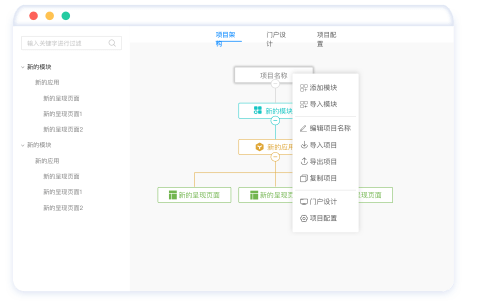 项目架
构
门户设
计
项目配
置
输入关键字进行过滤
新的模块
新的应用
新的呈现页面
新的呈现页面1
新的呈现页面2
新的模块
新的应用
新的呈现页面
新的呈现页面1
新的呈现页面2
项目名称
新的模块
新的应用
新的呈现页面
新的呈现页
呈现页面
添加模块
导入模块
编辑项目名称
导入项目
导出项目
复制项目
门户设计
项目配置